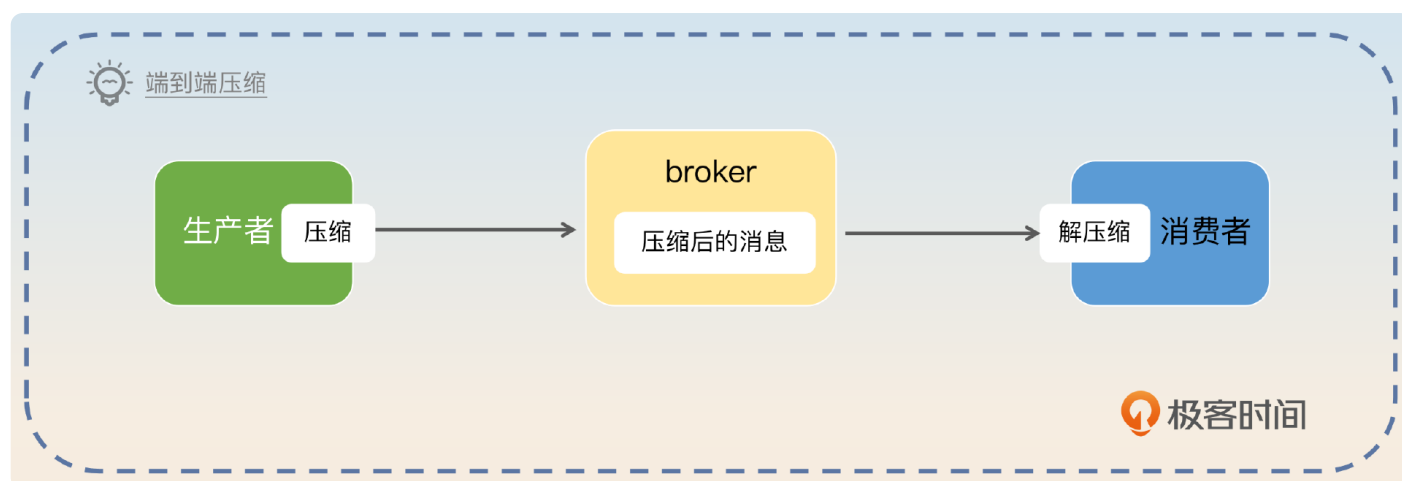 端到端压缩
生产者
压缩
broker
压缩后的消息
解压缩
消费者
极客时间